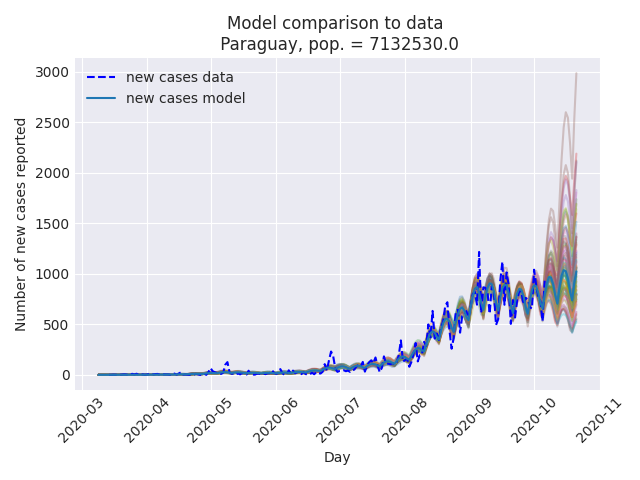 Model comparison to data
Paraguay, pop. = 7132530.0
new cases data
new cases model
Number of new cases reported
3000
2500
2000
1500
1000
500
0
2020-03
2020-04
2020-05
2020-06
2020-07
2020-08
2020-09
2020-10
2020-11
Day